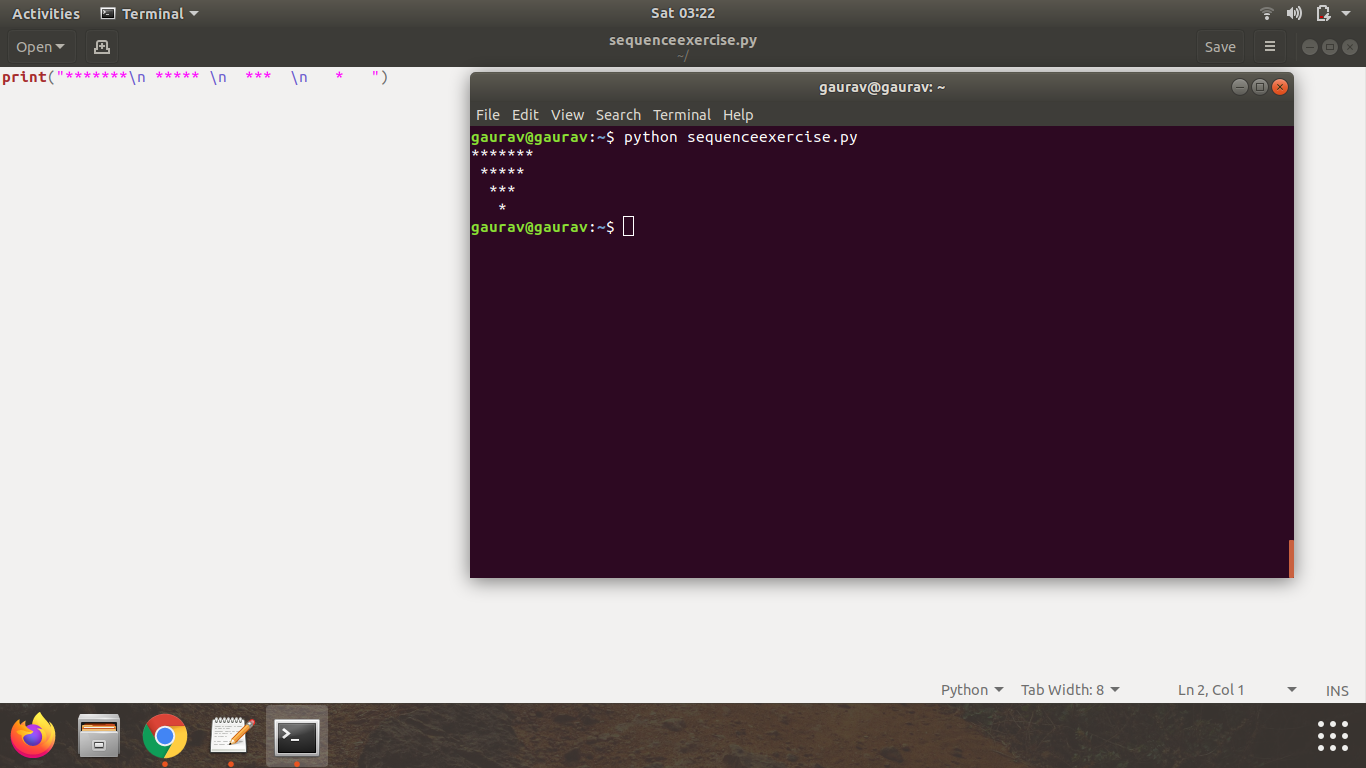 Activities Terminal Sat 03:22
Open sequenceexercise.py Save
~/
print("*******\n ***** \n  ***  \n   *   ")
gaurav@gaurav: ~
File Edit View Search Terminal Help
gaurav@gaurav:~$ python sequenceexercise.py
*******
 *****
  ***
   *
gaurav@gaurav:~$
Python Tab Width: 8 Ln 2, Col 1 INS